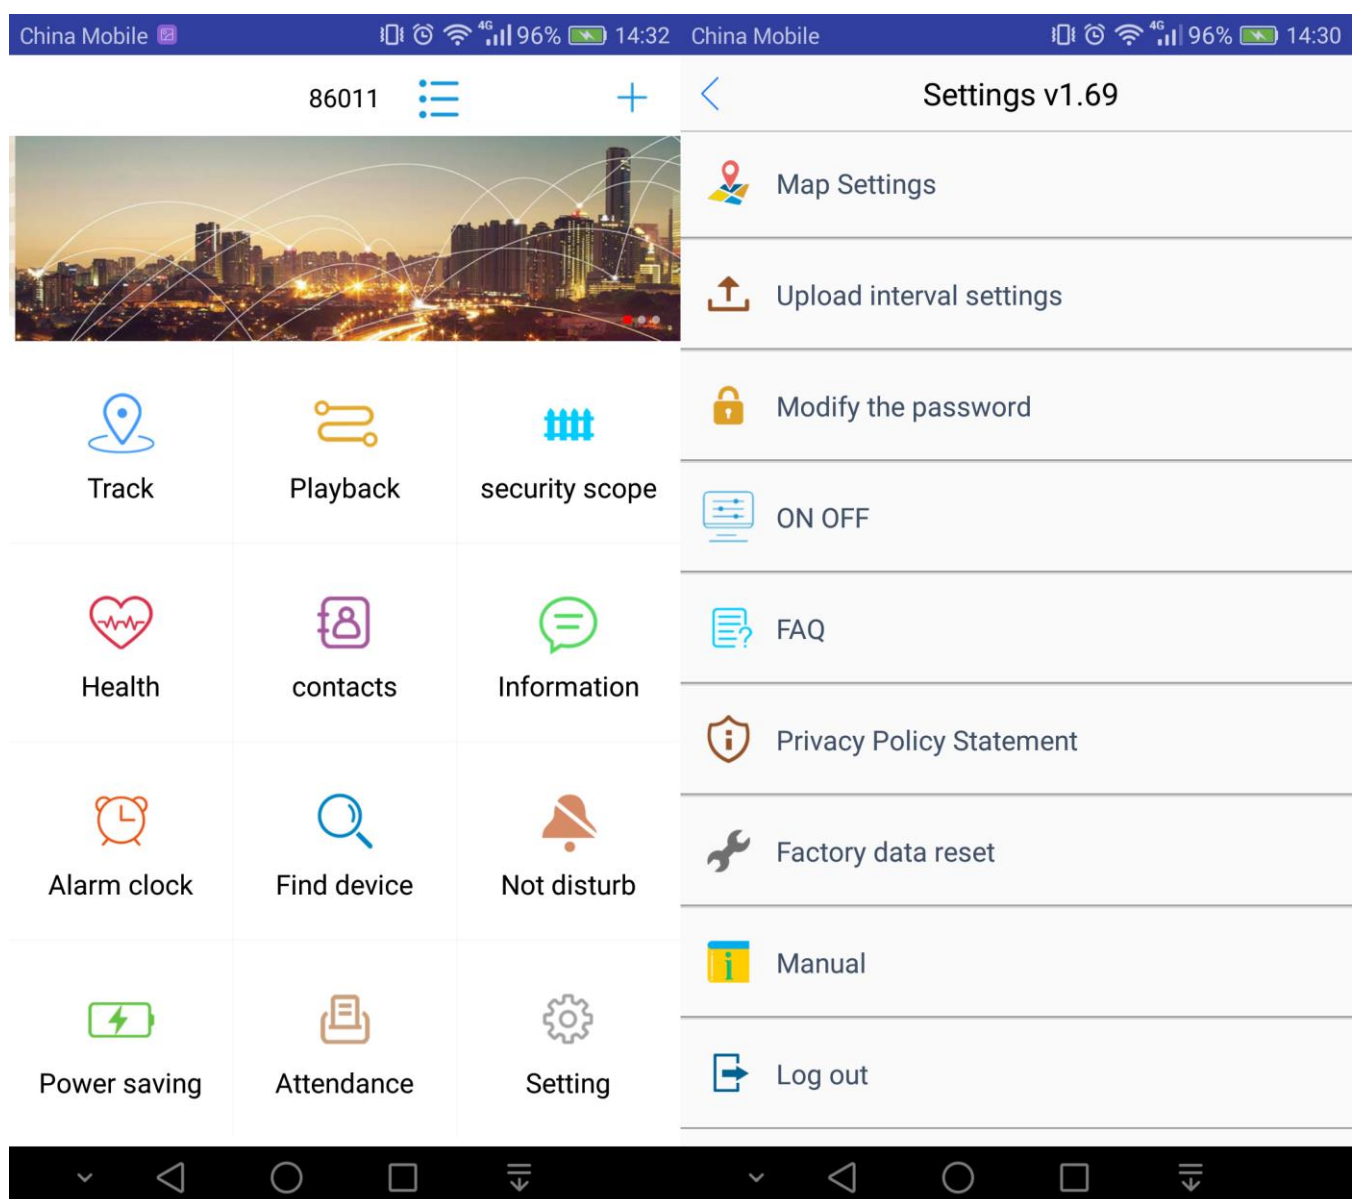 China Mobile 4G 96% 14:32
86011
Track Playback security scope
Health contacts Information
Alarm clock Find device Not disturb
Power saving Attendance Setting
China Mobile 4G 96% 14:30
Settings v1.69
Map Settings
Upload interval settings
Modify the password
ON OFF
FAQ
Privacy Policy Statement
Factory data reset
Manual
Log out